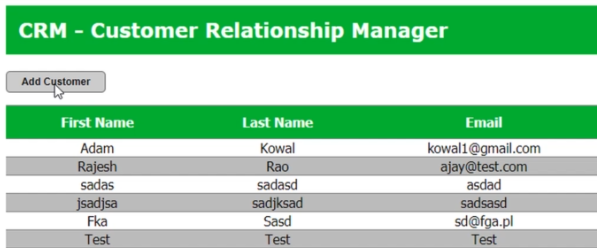 CRM - Customer Relationship Manager
Add Customer
First Name Last Name Email
Adam Kowal kowal1@gmail.com
Rajesh Rao ajay@test.com
sadas sadasd asdad
jsadjsa sadjksad sadsasd
Fka Sasd sd@fga.pl
Test Test Test